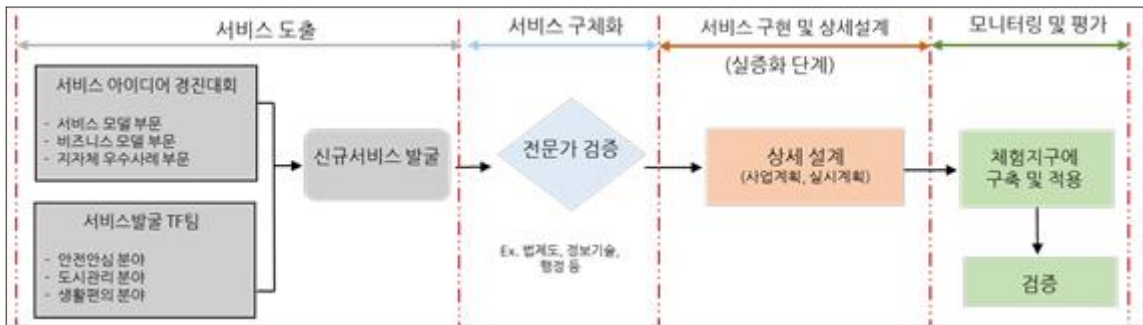 서비스 도출
서비스 구체화
서비스 구현 및 상세설계
(실증화 단계)
모니터링 및 평가
서비스 아이디어 경진대회
- 서비스 모델 부문
- 비즈니스 모델 부문
- 지자체 우수사례 부문
서비스발굴 TF팀
- 안전안심 분야
- 도시관리 분야
- 생활편의 분야
신규서비스 발굴
전문가 검증
Ex. 법제도, 정보기술,
행정 등
상세 설계
(사업계획, 실시계획)
체험지구에
구축 및 적용
검증